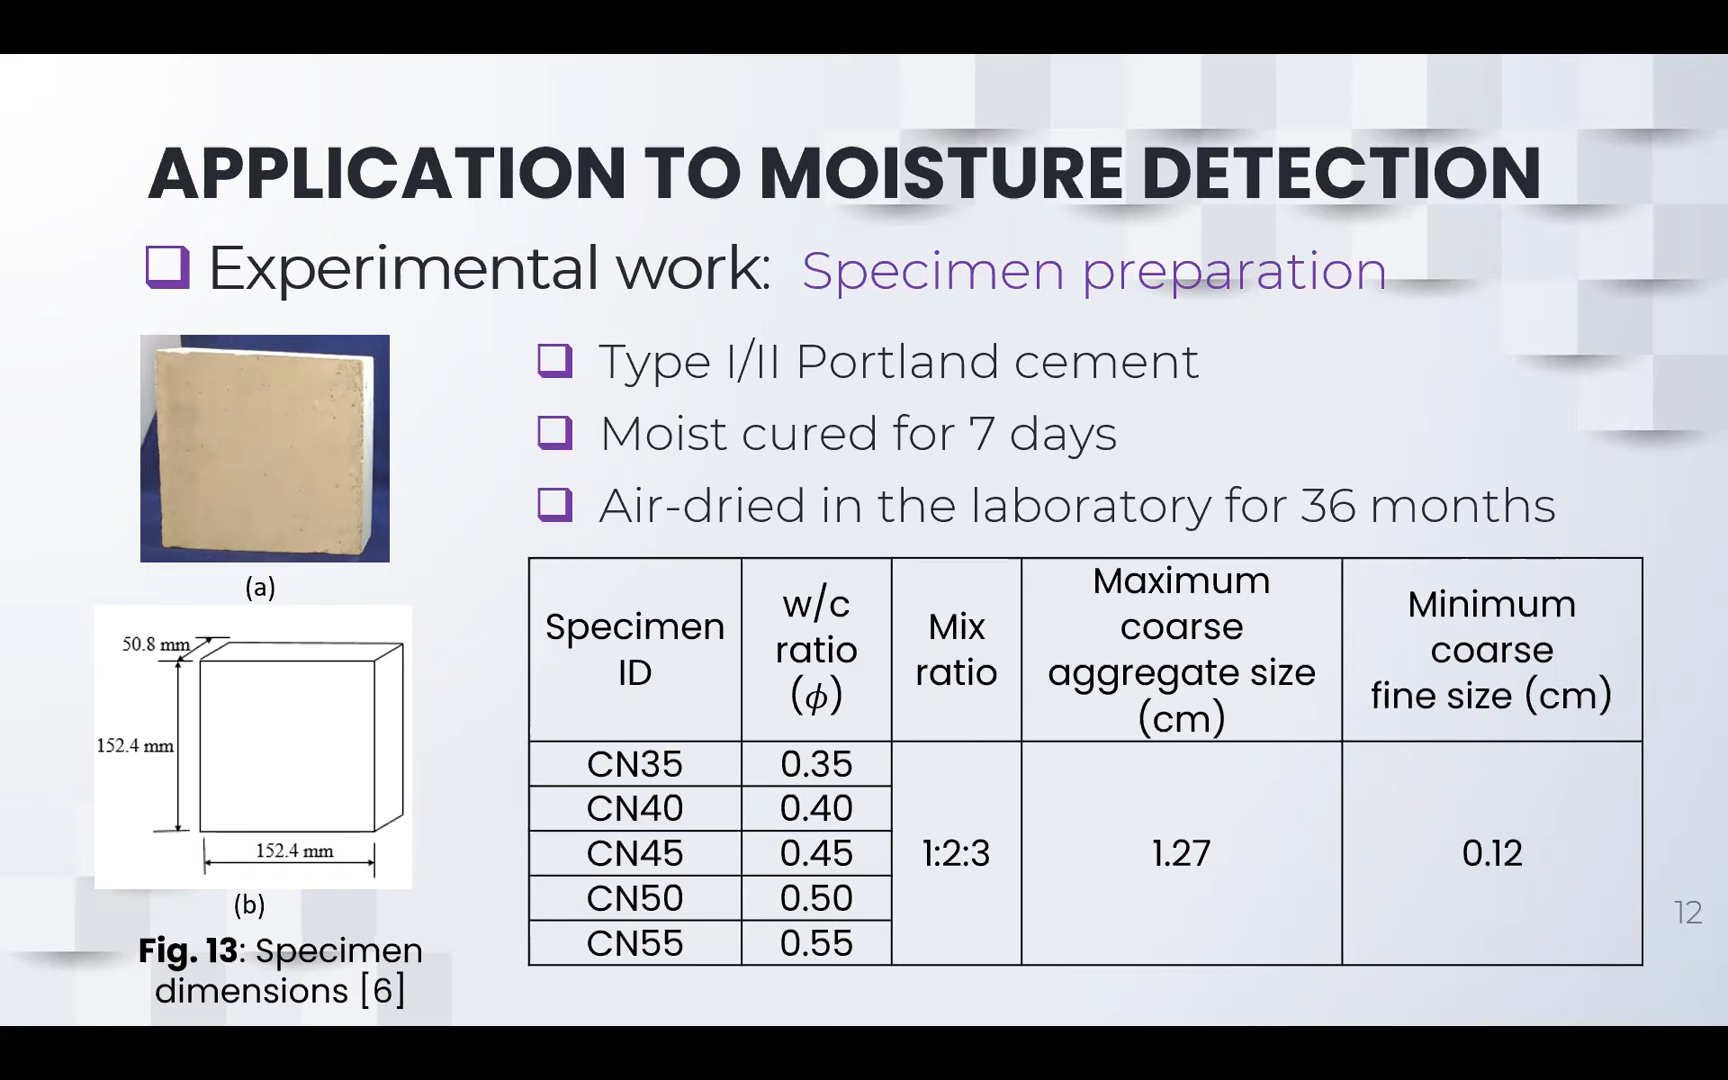 APPLICATION TO MOISTURE DETECTION
Experimental work: Specimen preparation
Type I/II Portland cement
Moist cured for 7 days
Air-dried in the laboratory for 36 months
(a)
50.8 mm
152.4 mm
152.4 mm
(b)
Fig. 13: Specimen
dimensions [6]
Specimen
ID
w/c
ratio
(ϕ)
Mix
ratio
Maximum
coarse
aggregate size
(cm)
Minimum
coarse
fine size (cm)
CN35 0.35
CN40 0.40
CN45 0.45 1:2:3 1.27 0.12
CN50 0.50
CN55 0.55
12